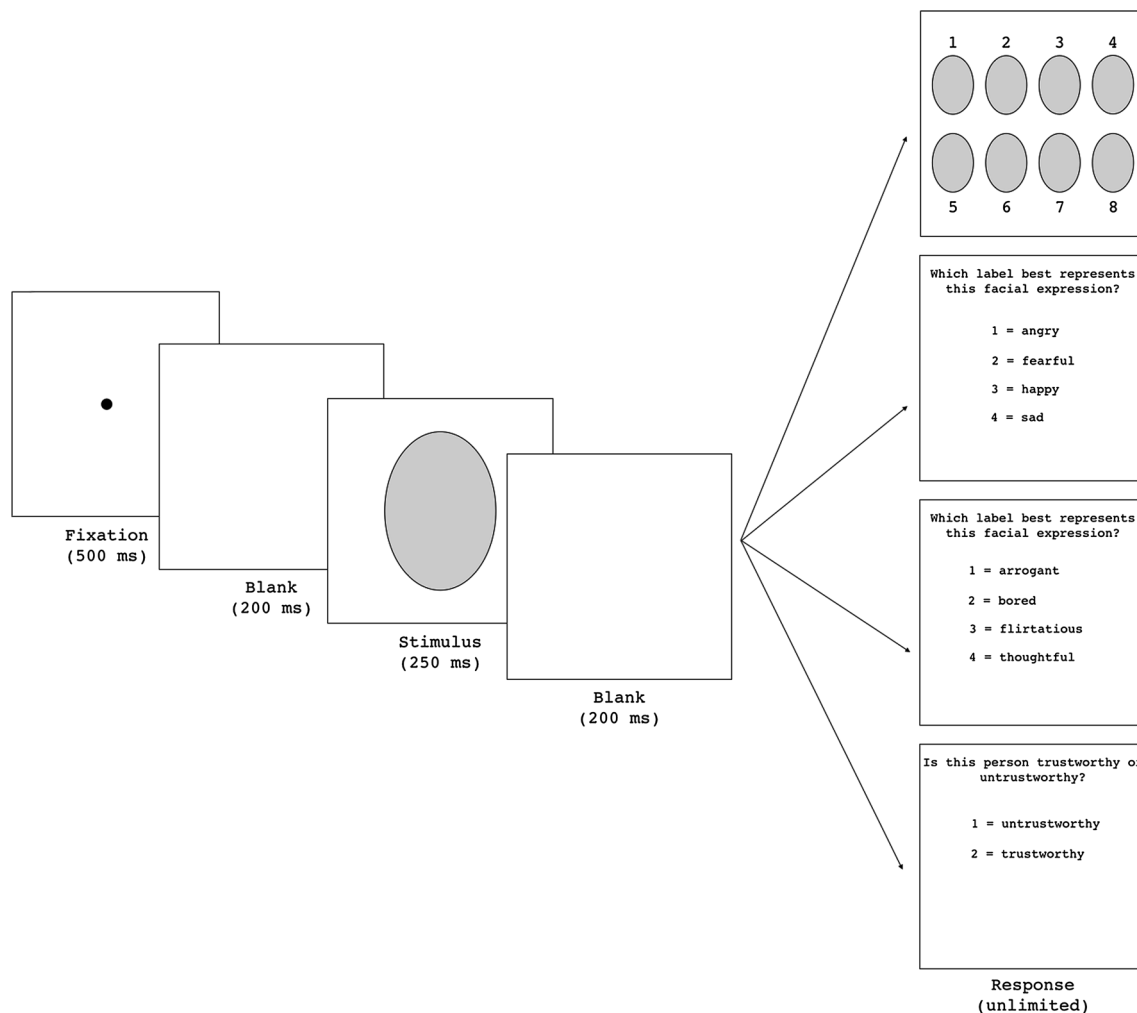 Fixation
(500 ms)
Blank
(200 ms)
Stimulus
(250 ms)
Blank
(200 ms)
1 2 3 4
5 6 7 8
Which label best represents
this facial expression?
1 = angry
2 = fearful
3 = happy
4 = sad
Which label best represents
this facial expression?
1 = arrogant
2 = bored
3 = flirtatious
4 = thoughtful
Is this person trustworthy
untrustworthy?
1 = untrustworthy
2 = trustworthy
Response
(unlimited)